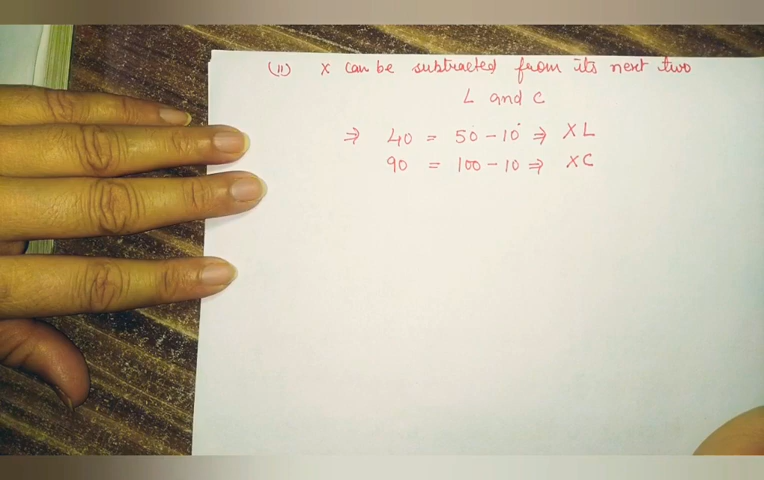 (II) X can be subtracted from its next two
L and C
⇒ 40 = 50 - 10 ⇒ XL
90 = 100 - 10 ⇒ XC